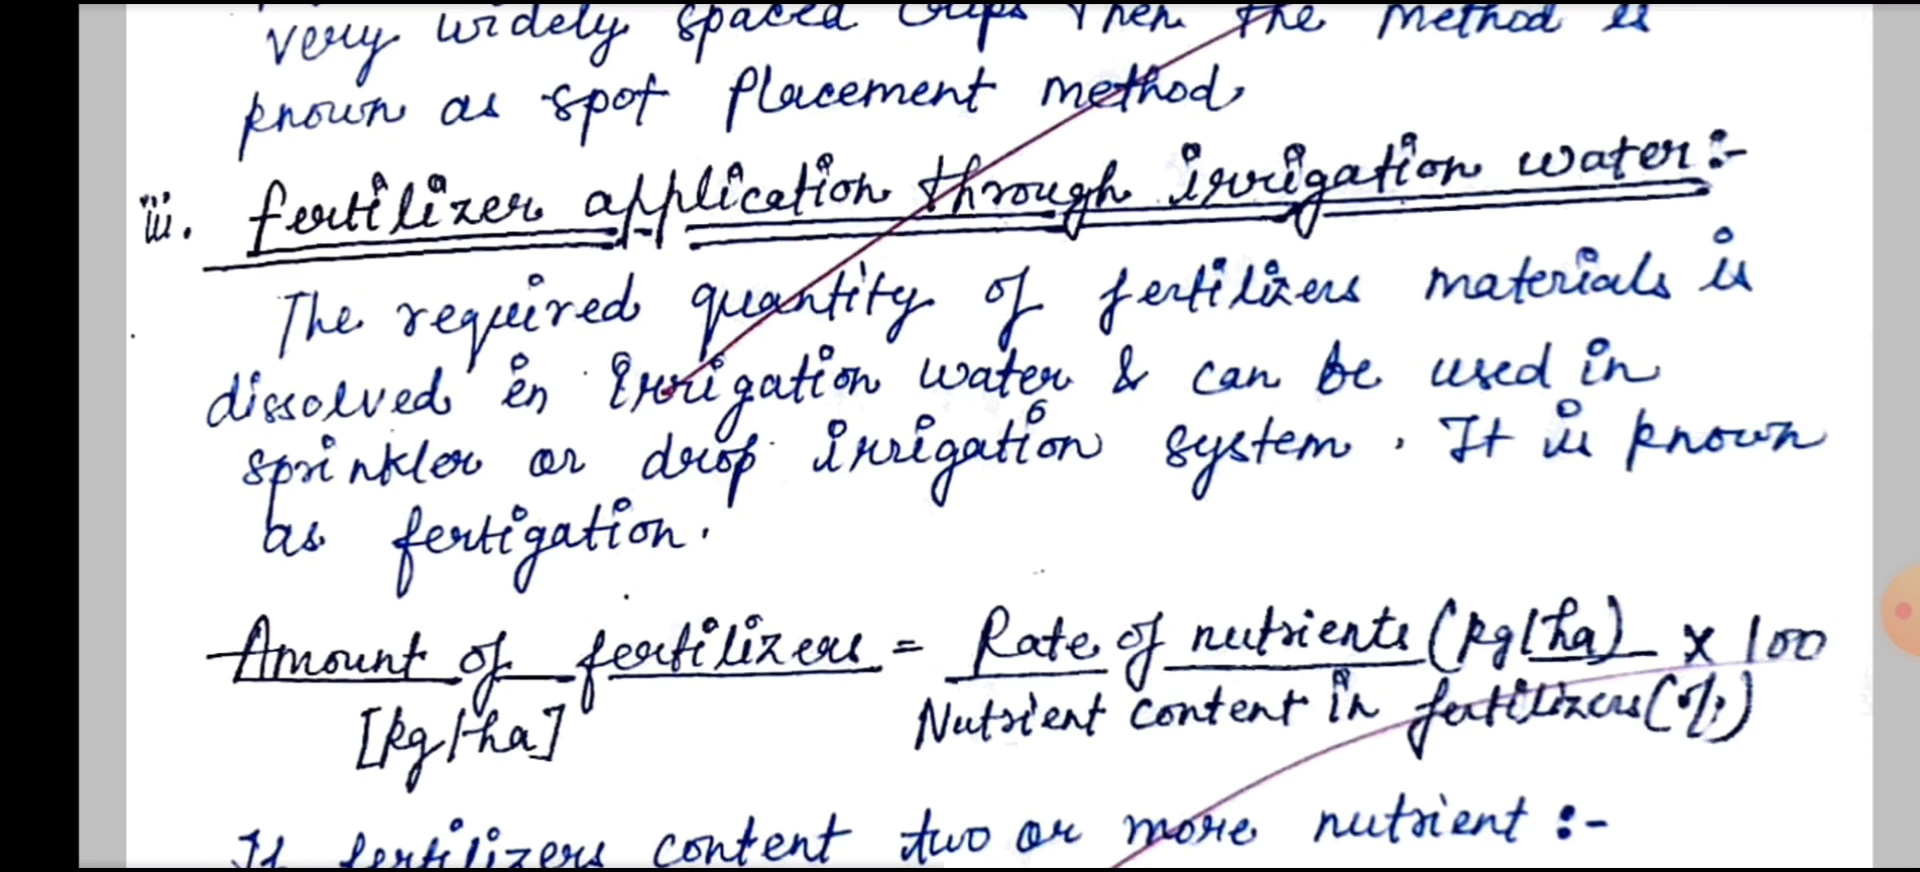 very widely spaced crops then the method is
known as spot placement method
iii. fertilizer application through irrigation water:-
The required quantity of fertilizers materials is
dissolved in irrigation water & can be used in
sprinkler or drop irrigation system. It is known
as fertigation.
Amount of fertilizers = Rate of nutrients (kg/ha) × 100
[kg/ha] Nutrient content in fertilizers (%)
If fertilizers content two or more nutrient :-